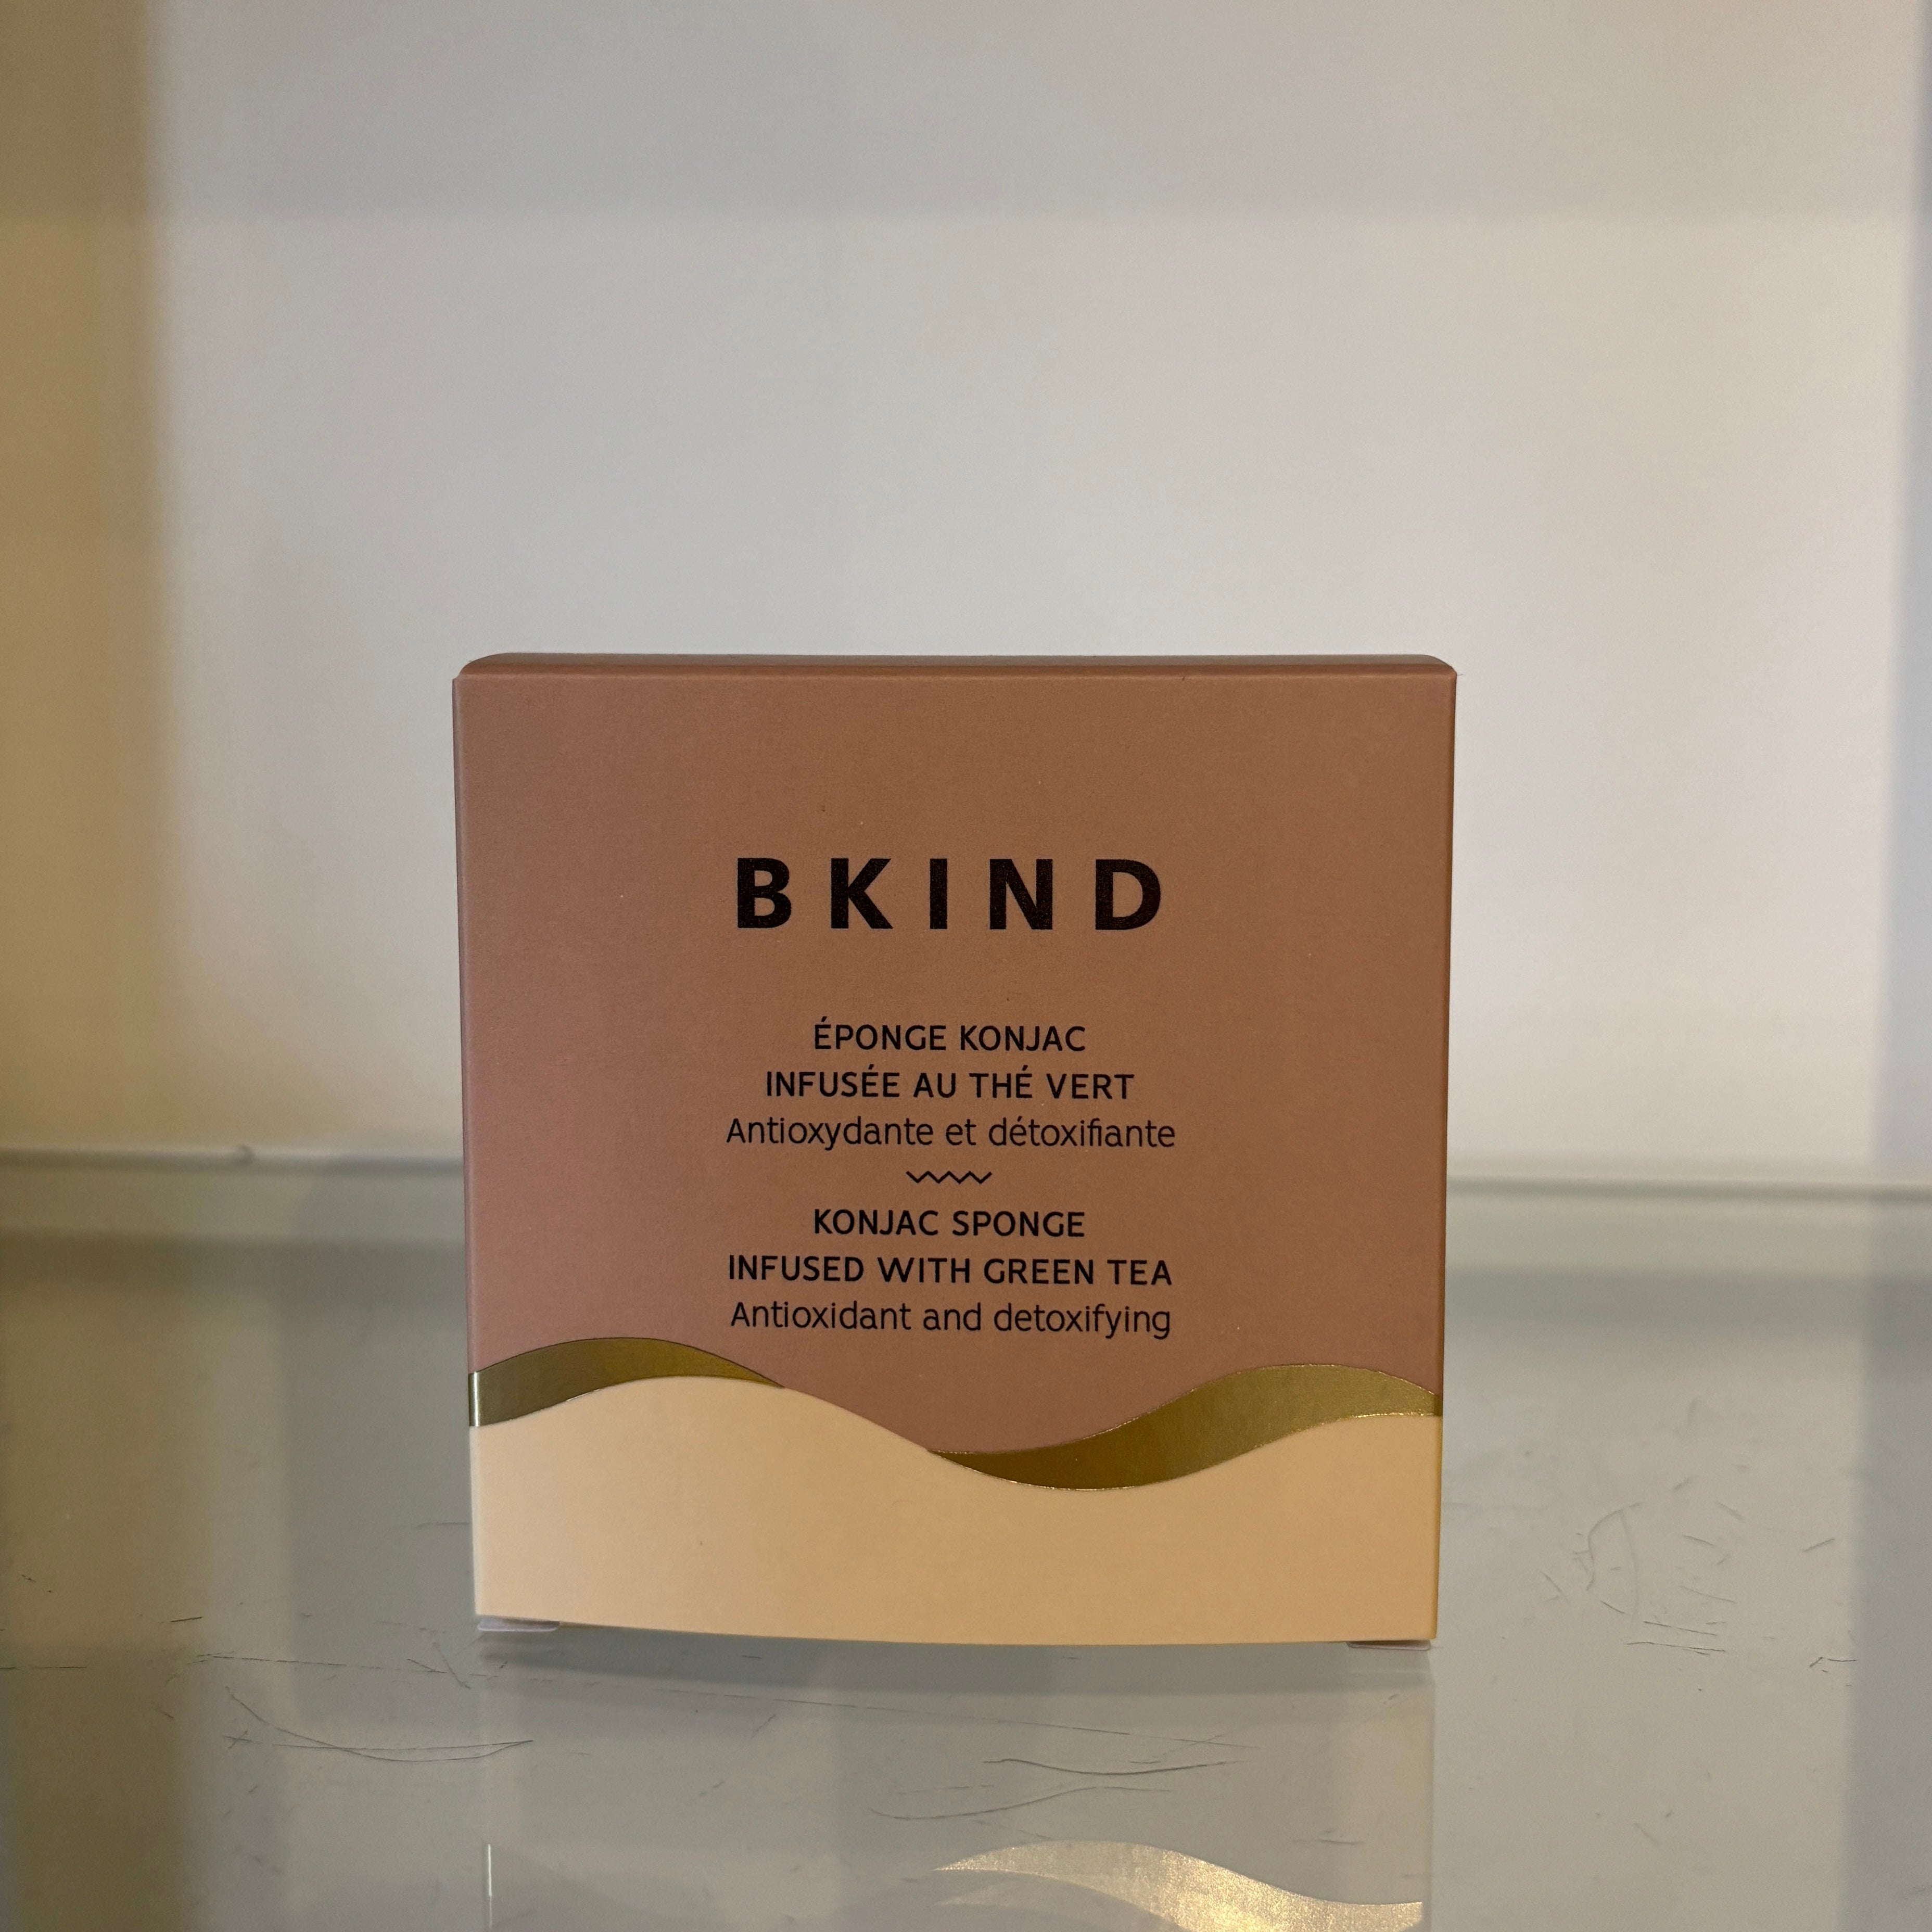 BKIND
ÉPONGE KONJAC
INFUSÉE AU THÉ VERT
Antioxydante et détoxifiante
KONJAC SPONGE
INFUSED WITH GREEN TEA
Antioxidant and detoxifying